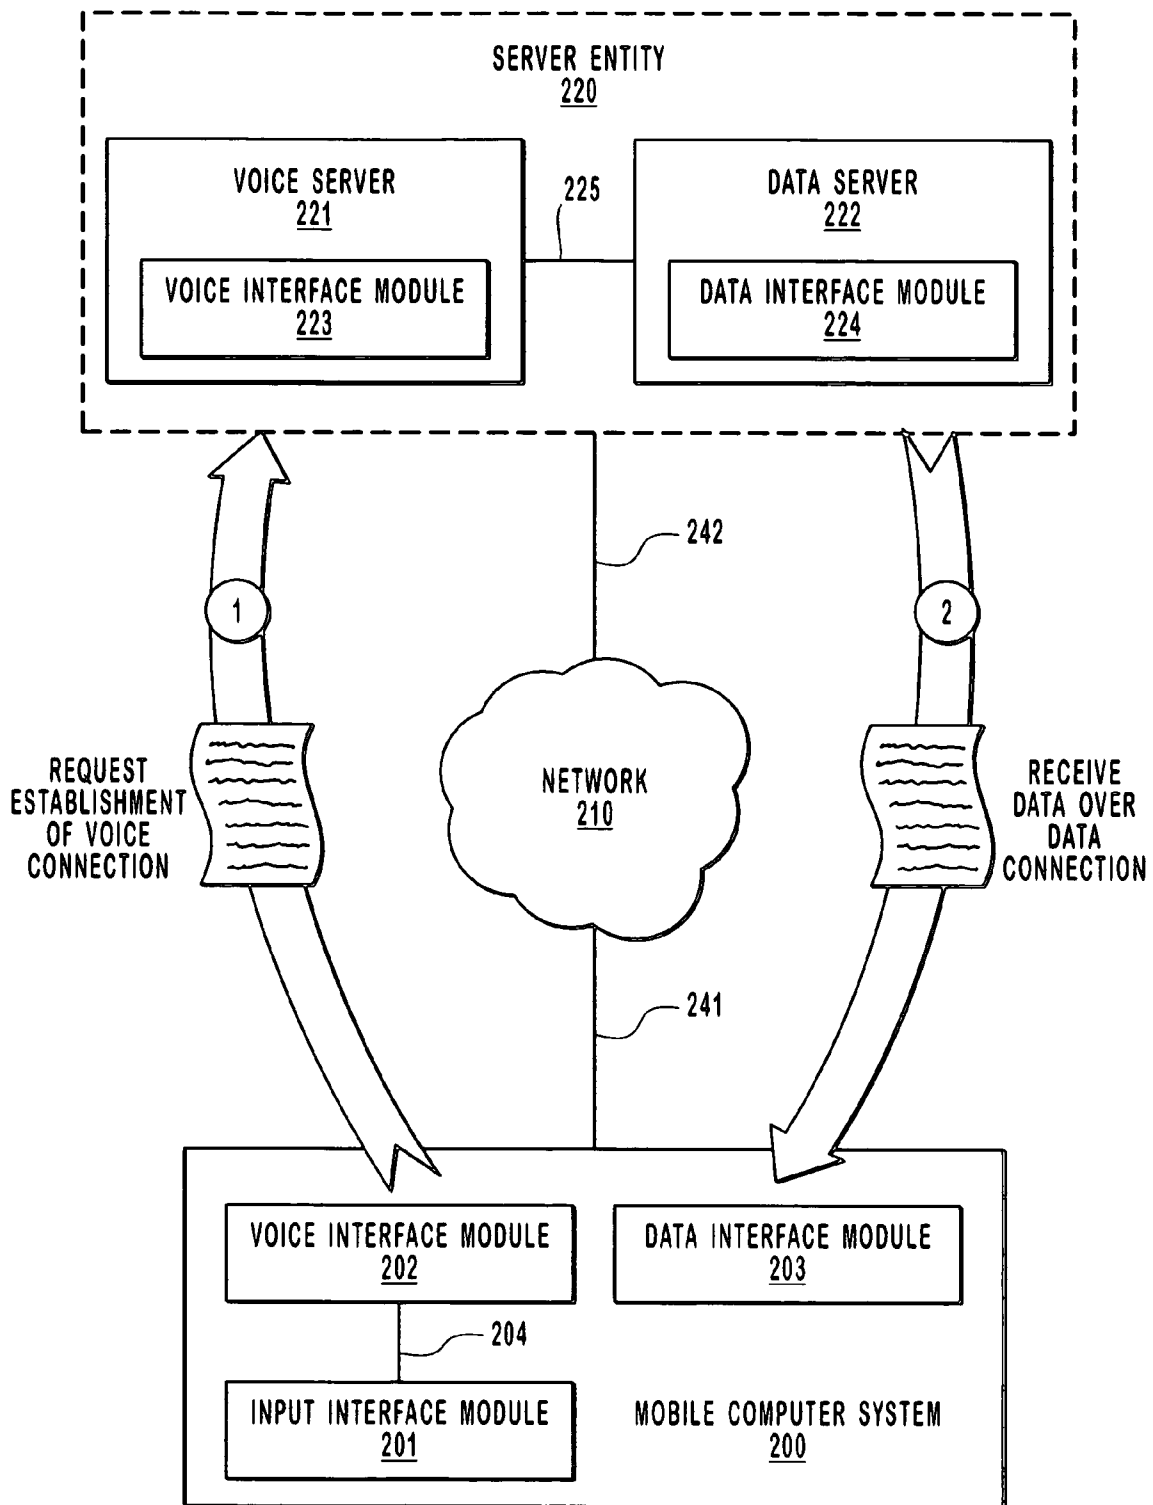 SERVER ENTITY
220
VOICE SERVER
221
VOICE INTERFACE MODULE
223
225
DATA SERVER
222
DATA INTERFACE MODULE
224
242
1
2
REQUEST
ESTABLISHMENT
OF VOICE
CONNECTION
NETWORK
210
RECEIVE
DATA OVER
DATA
CONNECTION
241
VOICE INTERFACE MODULE
202
DATA INTERFACE MODULE
203
204
INPUT INTERFACE MODULE
201
MOBILE COMPUTER SYSTEM
200